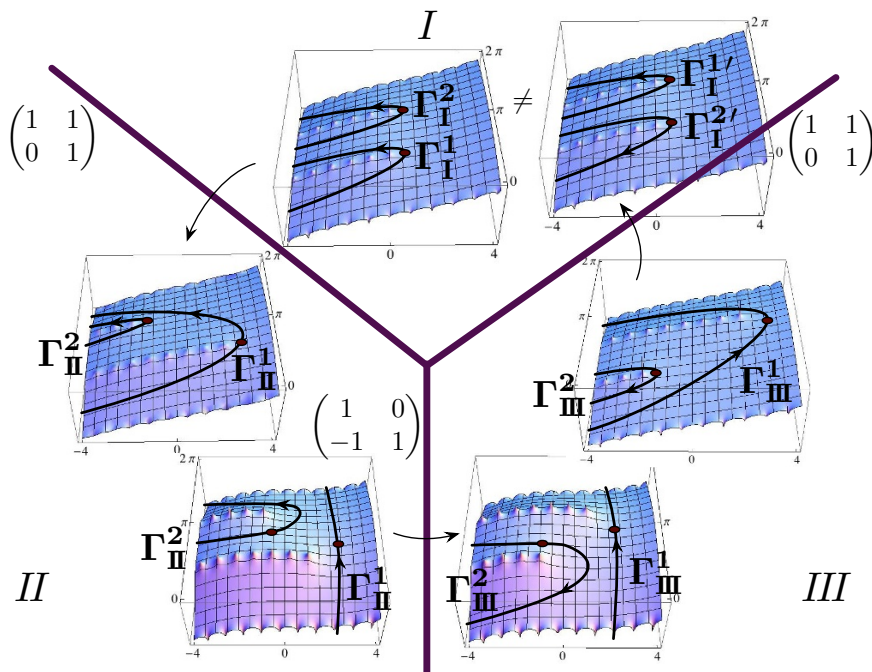 I
2π
π
0
0
4
Γ_I^2
Γ_I^1
≠
2π
π
0
-4
0
4
Γ_I^{1′}
Γ_I^{2′}
(1 1
0 1)
(1 1
0 1)
2π
π
0
-4
0
4
Γ_II^2
Γ_II^1
2π
π
0
-4
0
4
Γ_III^2
Γ_III^1
(1 0
-1 1)
2π
π
0
-4
0
4
Γ_II^2
Γ_II^1
π
0
-4
0
4
Γ_III^2
Γ_III^1
II
III